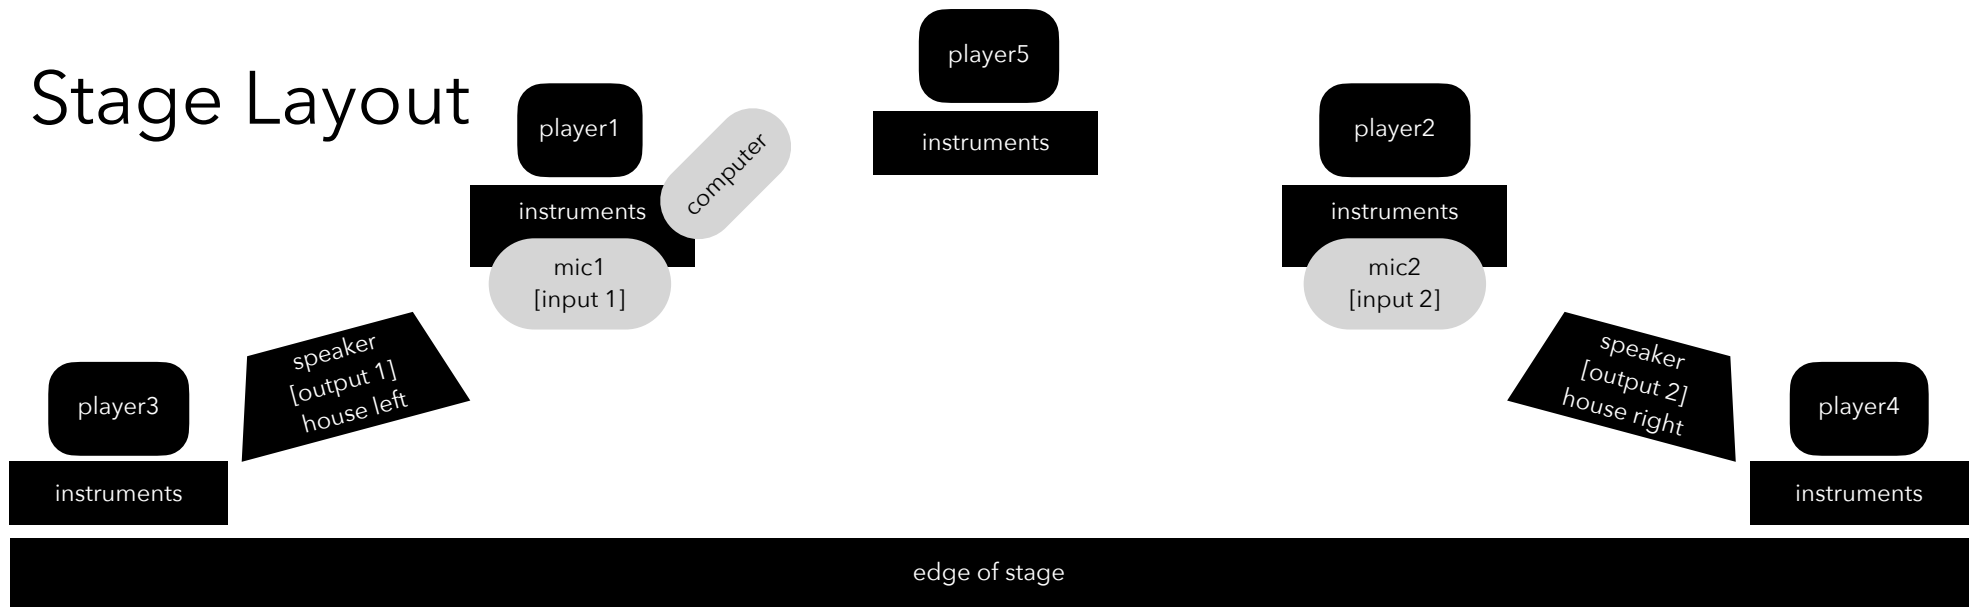 Stage Layout
player5
instruments
player1
computer
instruments
mic1
[input 1]
player2
instruments
mic2
[input 2]
speaker
[output 1]
house left
speaker
[output 2]
house right
player3
instruments
player4
instruments
edge of stage